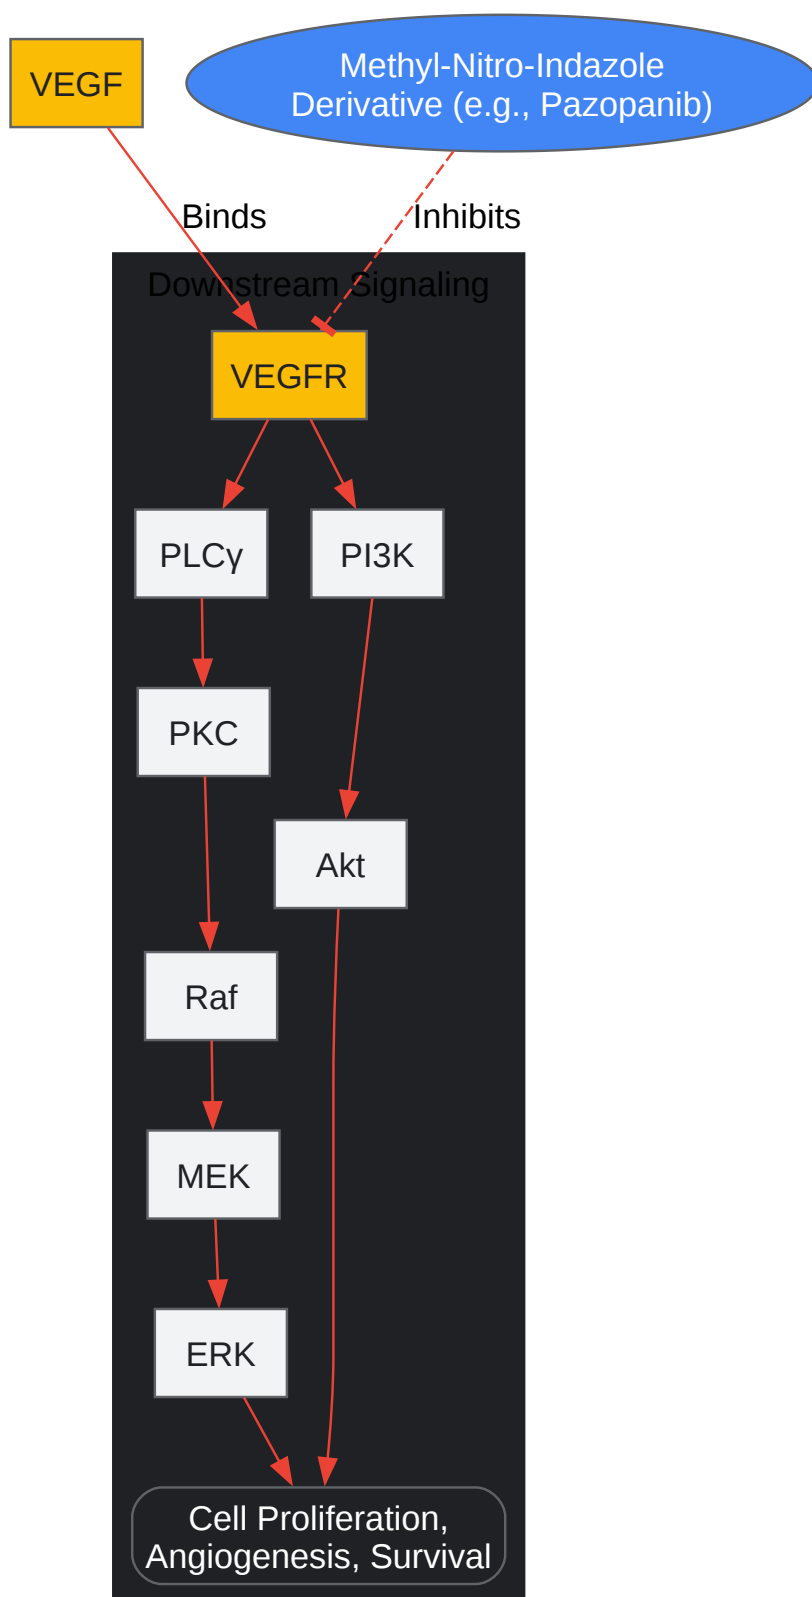 VEGF
Methyl-Nitro-Indazole
Derivative (e.g., Pazopanib)
Binds
Inhibits
Downstream Signaling
VEGFR
PLCγ
PI3K
PKC
Akt
Raf
MEK
ERK
Cell Proliferation,
Angiogenesis, Survival